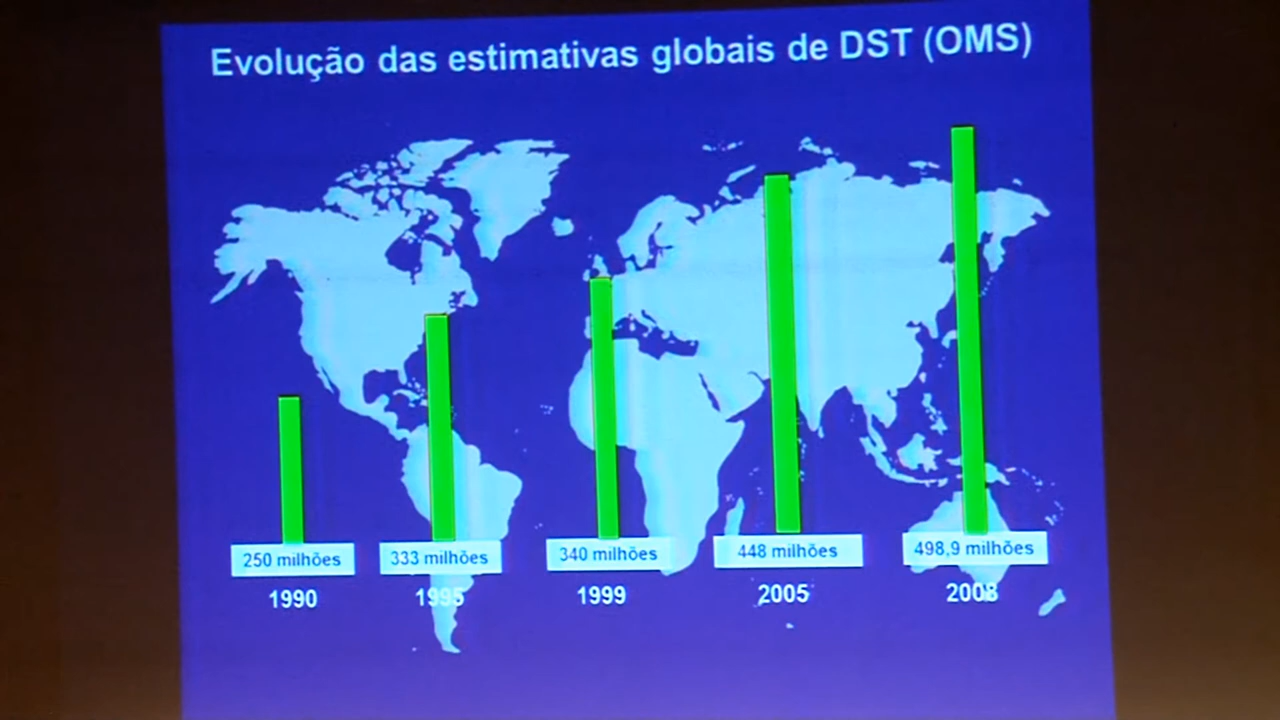 Evolução das estimativas globais de DST (OMS)
250 milhões
333 milhões
340 milhões
448 milhões
498,9 milhões
1990
1995
1999
2005
2008